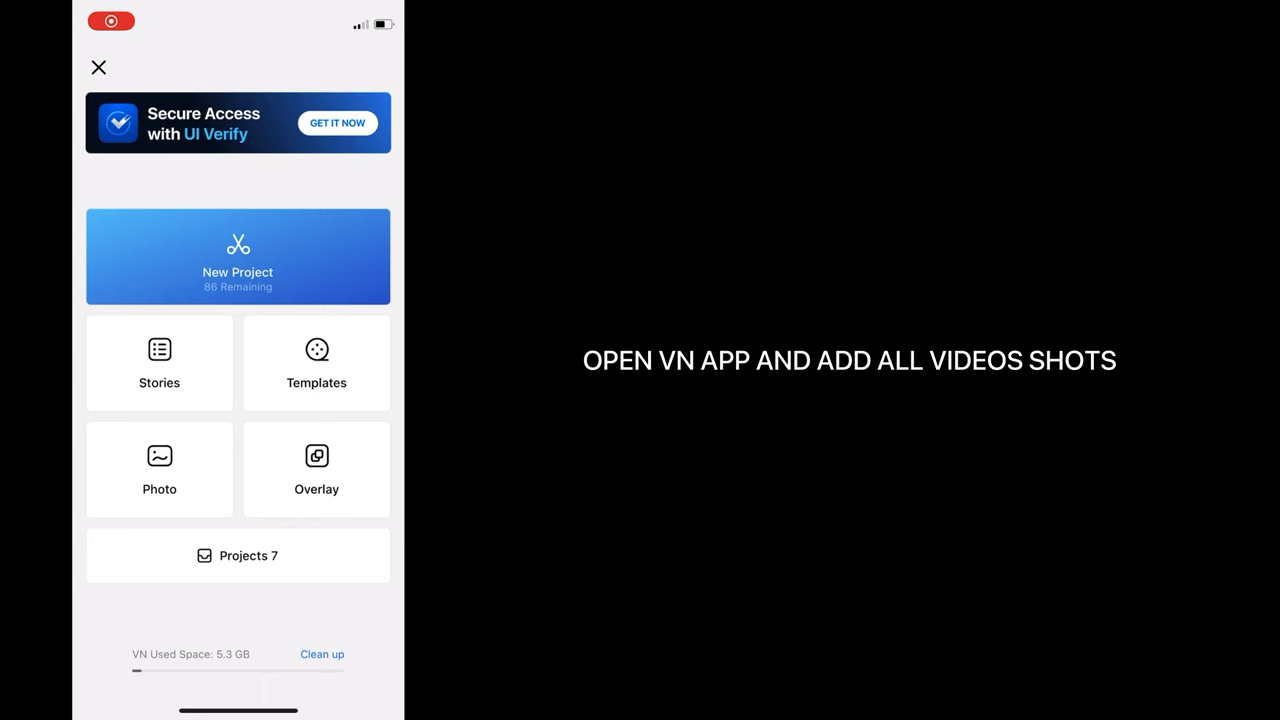 Secure Access
with UI Verify
GET IT NOW
New Project
86 Remaining
Stories
Templates
Photo
Overlay
Projects 7
VN Used Space: 5.3 GB
Clean up
OPEN VN APP AND ADD ALL VIDEOS SHOTS